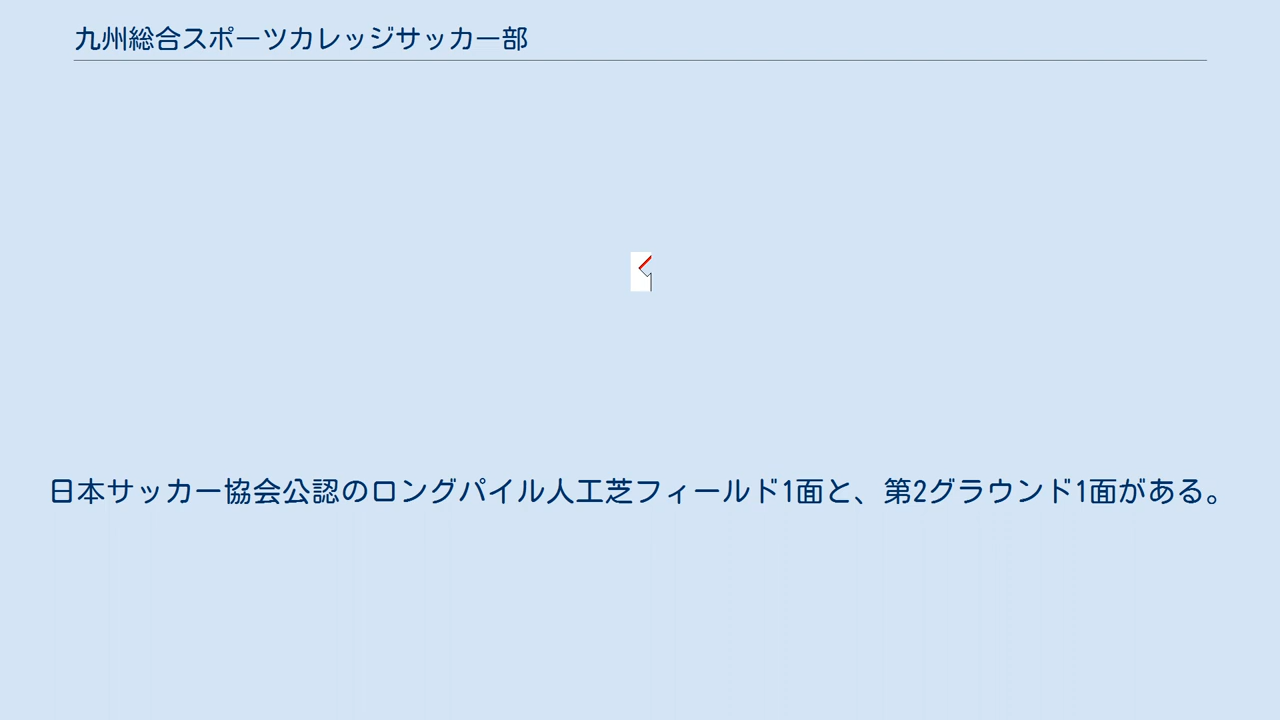 九州総合スポーツカレッジサッカー部
日本サッカー協会公認のロングパイル人工芝フィールド1面と、第2グラウンド1面がある。